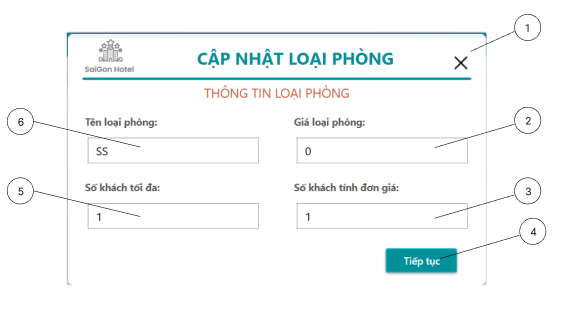 1
CẬP NHẬT LOẠI PHÒNG
SaiGon Hotel
THÔNG TIN LOẠI PHÒNG
6
Tên loại phòng:
Giá loại phòng:
2
SS
0
5
Số khách tối đa:
Số khách tính đơn giá:
3
1
1
4
Tiếp tục